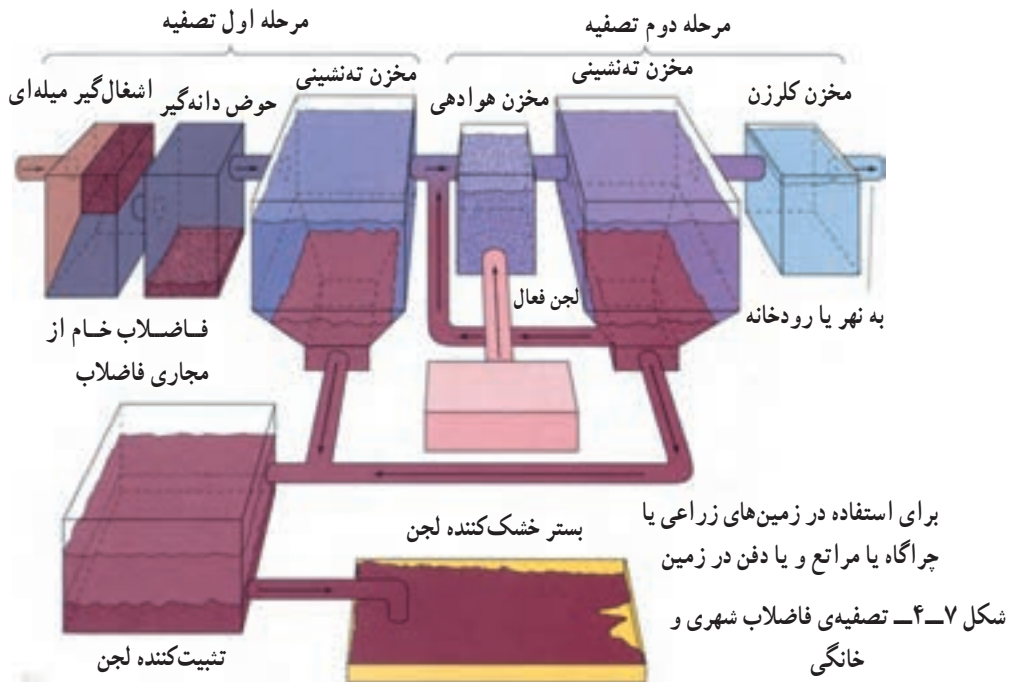 مرحله اول تصفیه
مرحله دوم تصفیه
اشغال‌گیر میله‌ای
حوض دانه‌گیر
مخزن ته‌نشینی
مخزن هوادهی
مخزن ته‌نشینی
مخزن کلرزن
لجن فعال
به نهر یا رودخانه
فـاضـلاب خـام از
مجاری فاضلاب
بستر خشک‌کننده لجن
برای استفاده در زمین‌های زراعی یا
چراگاه یا مراتع و یا دفن در زمین
تثبیت‌کننده لجن
شکل ۷ــ۴ــ تصفیه‌ی فاضلاب شهری و
خانگی